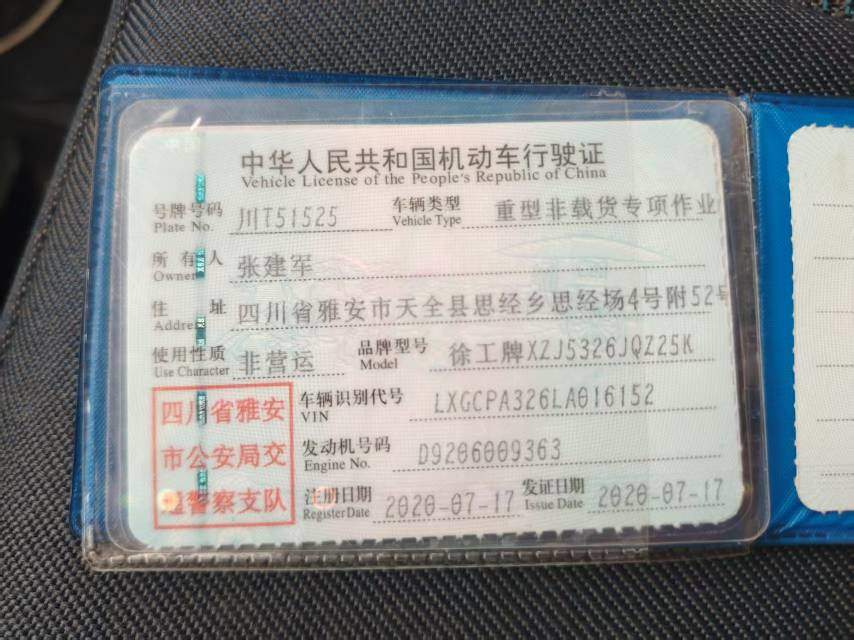 中华人民共和国机动车行驶证
Vehicle License of the People's Republic of China
号牌号码 Plate No. 川T51525 车辆类型 Vehicle Type 重型非载货专项作业
所有人 Owner 张建军
住址 Address 四川省雅安市天全县思经乡思经场4号附52号
使用性质 Use Character 非营运 品牌型号 Model 徐工牌XZJ5326JQZ25K
车辆识别代号 VIN LXGCPA326LA016152
发动机号码 Engine No. D9206009363
注册日期 Register Date 2020-07-17 发证日期 Issue Date 2020-07-17
四川省雅安
市公安局交
通警察支队